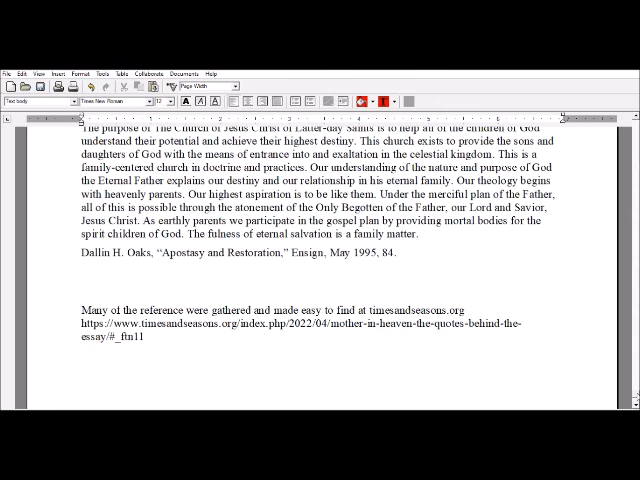 File Edit View Insert Format Tools Table Collaborate Documents Help
Page Width
Text body Times New Roman 12 A A A T
1 2 3 4 5 6
The purpose of The Church of Jesus Christ of Latter-day Saints is to help all of the children of God
understand their potential and achieve their highest destiny. This church exists to provide the sons and
daughters of God with the means of entrance into and exaltation in the celestial kingdom. This is a
family-centered church in doctrine and practices. Our understanding of the nature and purpose of God
the Eternal Father explains our destiny and our relationship in his eternal family. Our theology begins
with heavenly parents. Our highest aspiration is to be like them. Under the merciful plan of the Father,
all of this is possible through the atonement of the Only Begotten of the Father, our Lord and Savior,
Jesus Christ. As earthly parents we participate in the gospel plan by providing mortal bodies for the
spirit children of God. The fulness of eternal salvation is a family matter.
Dallin H. Oaks, “Apostasy and Restoration,” Ensign, May 1995, 84.
Many of the reference were gathered and made easy to find at timesandseasons.org
https://www.timesandseasons.org/index.php/2022/04/mother-in-heaven-the-quotes-behind-the-
essay/#_ftn11